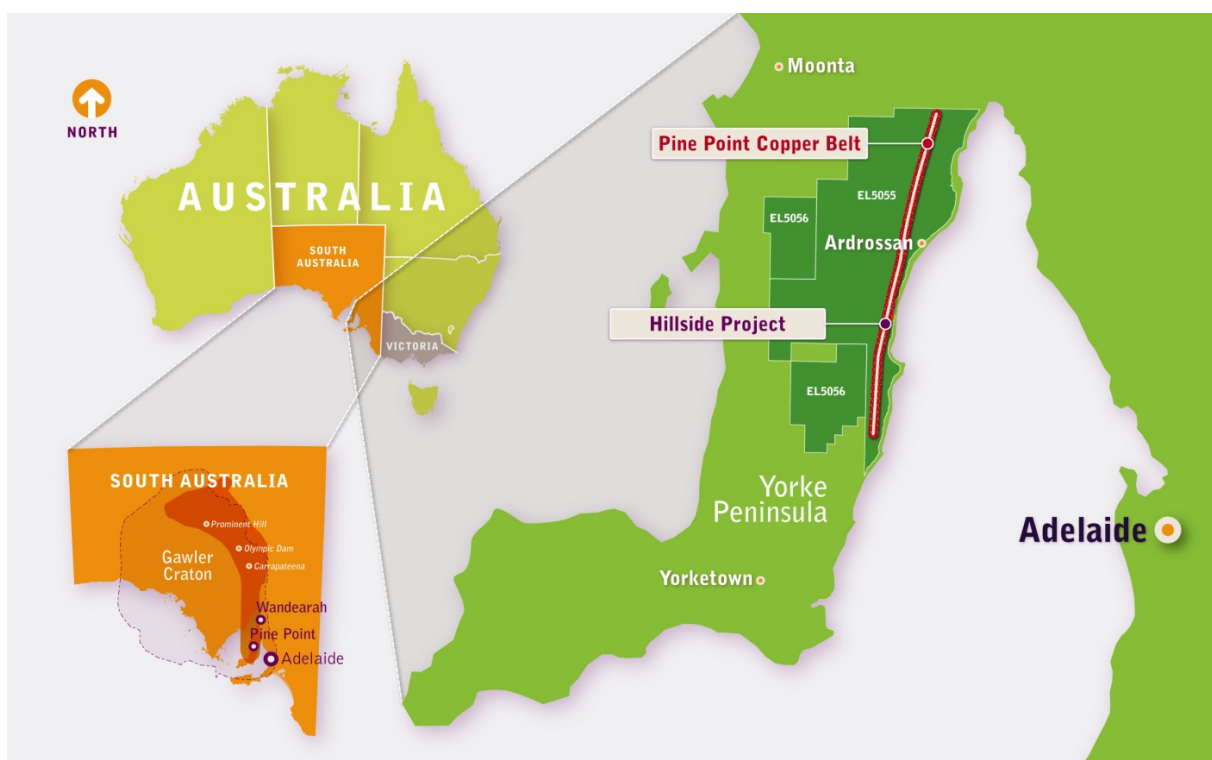 NORTH
AUSTRALIA
SOUTH
AUSTRALIA
VICTORIA
Moonta
Pine Point Copper Belt
EL5055
EL5056
Ardrossan
Hillside Project
EL5056
Yorke
Peninsula
Adelaide
Yorketown
SOUTH AUSTRALIA
Prominent Hill
Olympic Dam
Carrapateena
Gawler
Craton
Wandearah
Pine Point
Adelaide